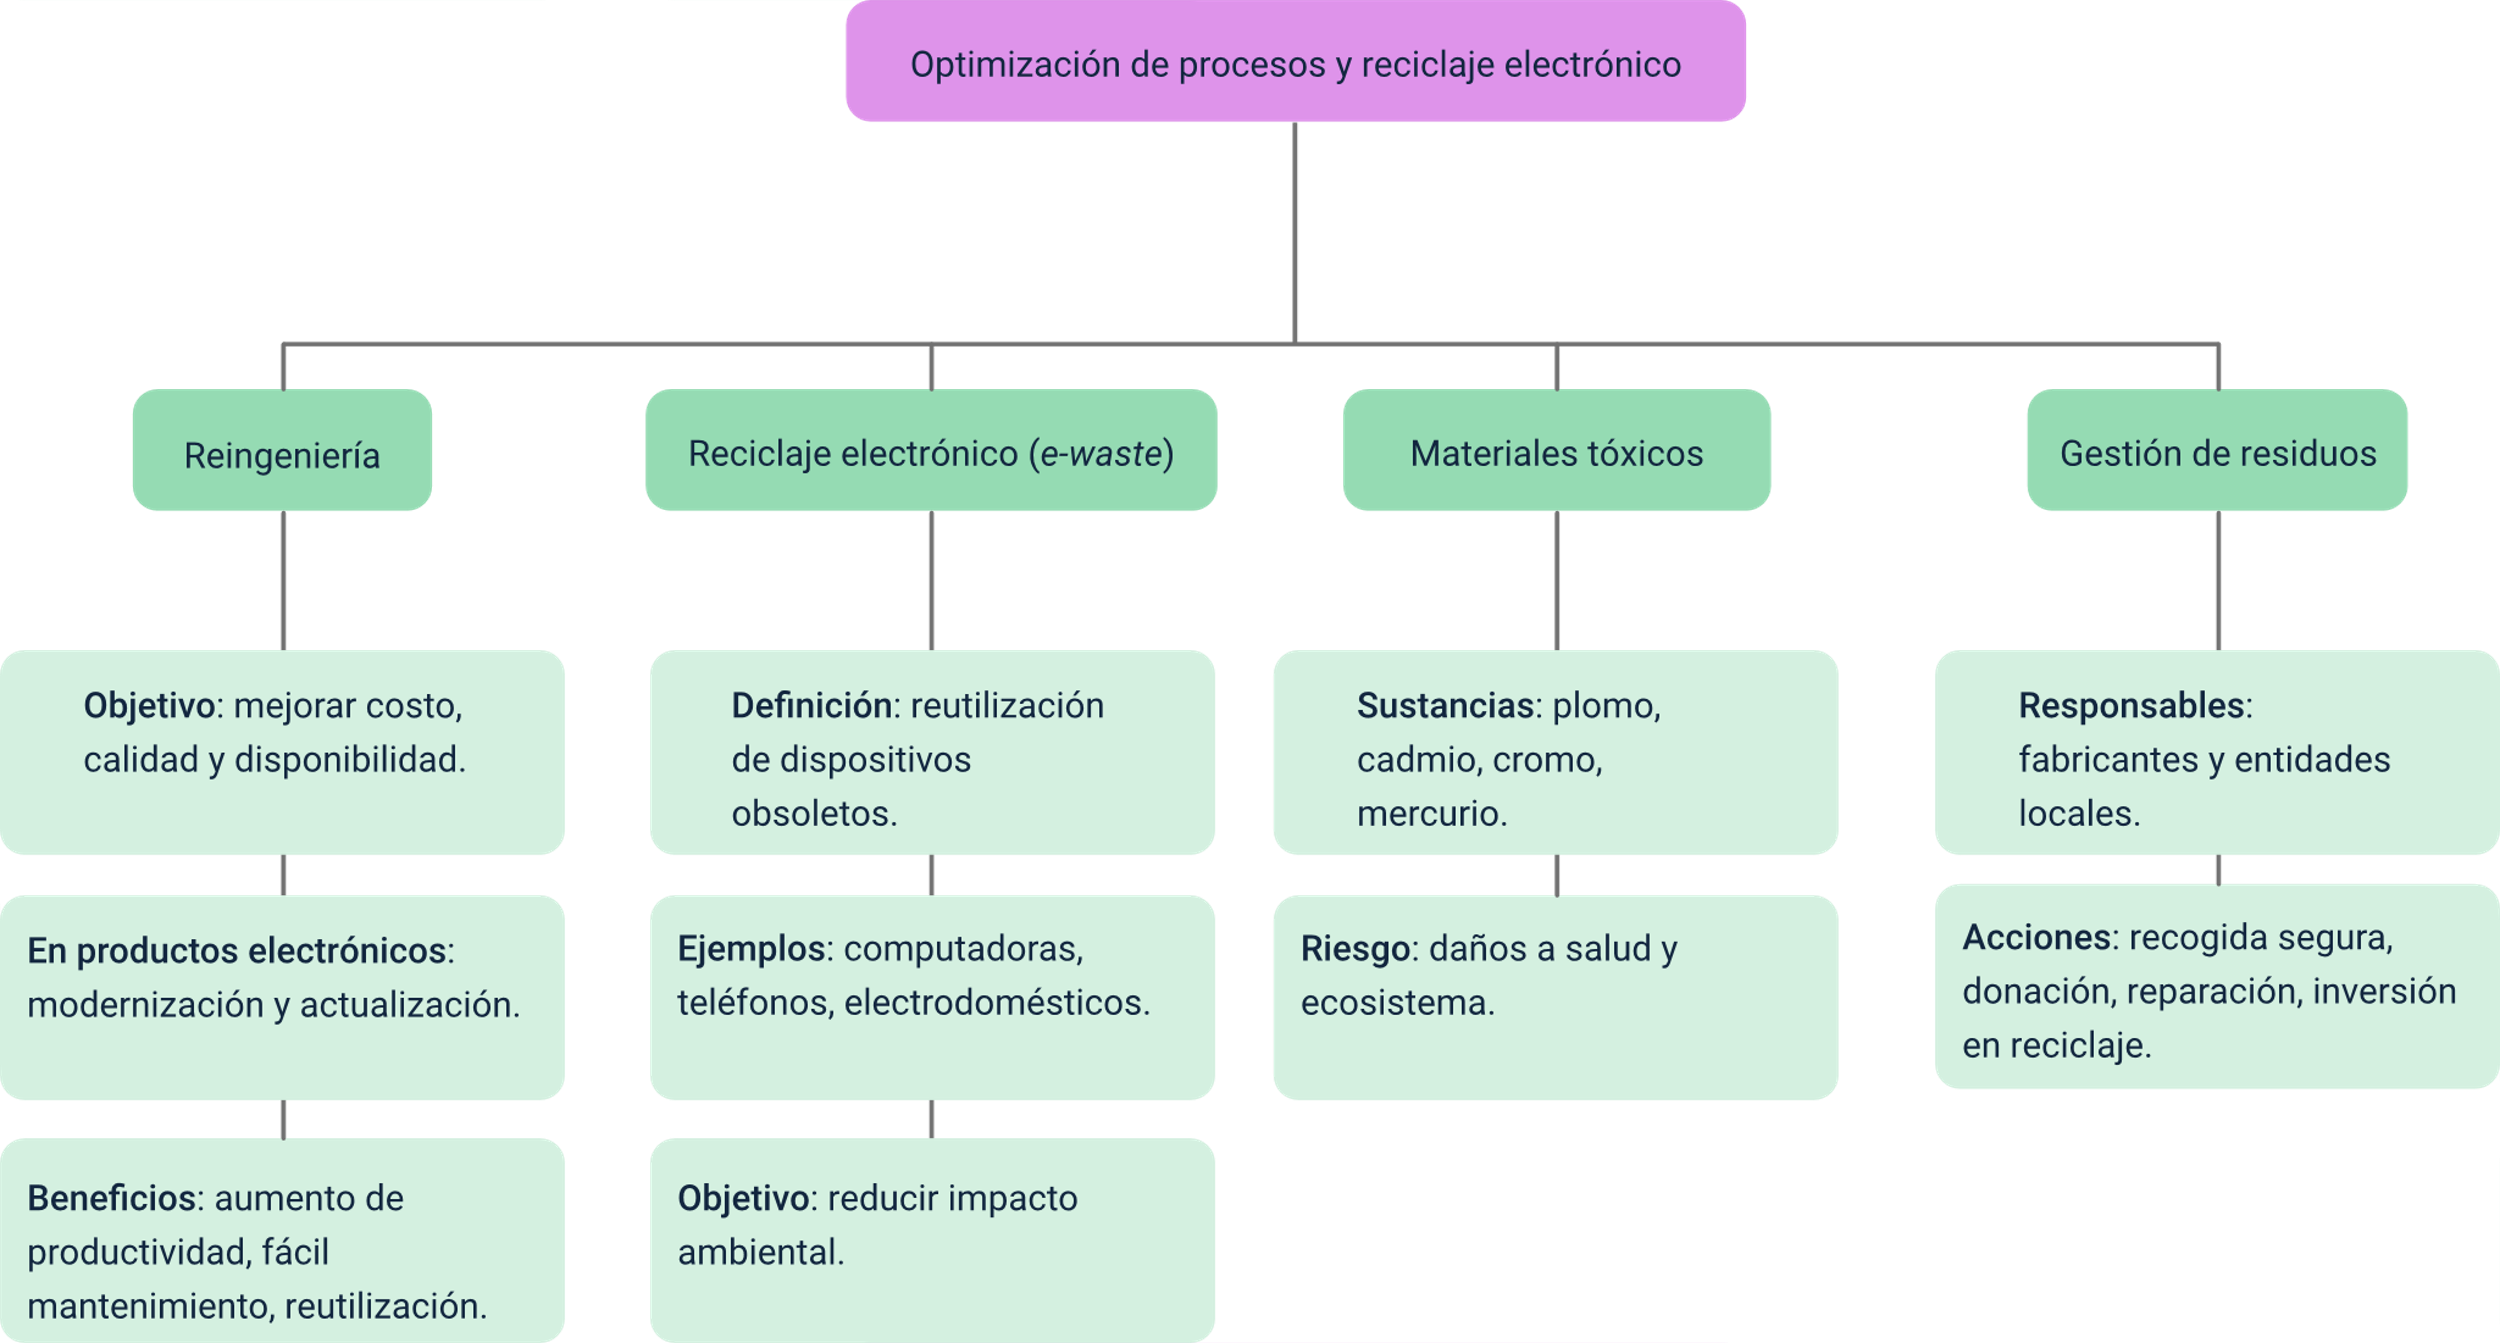 Optimización de procesos y reciclaje electrónico
Reingeniería
Objetivo: mejorar costo,
calidad y disponibilidad.
En productos electrónicos:
modernización y actualización.
Beneficios: aumento de
productividad, fácil
mantenimiento, reutilización.
Reciclaje electrónico (e-waste)
Definición: reutilización
de dispositivos
obsoletos.
Ejemplos: computadoras,
teléfonos, electrodomésticos.
Objetivo: reducir impacto
ambiental.
Materiales tóxicos
Sustancias: plomo,
cadmio, cromo,
mercurio.
Riesgo: daños a salud y
ecosistema.
Gestión de residuos
Responsables:
fabricantes y entidades
locales.
Acciones: recogida segura,
donación, reparación, inversión
en reciclaje.